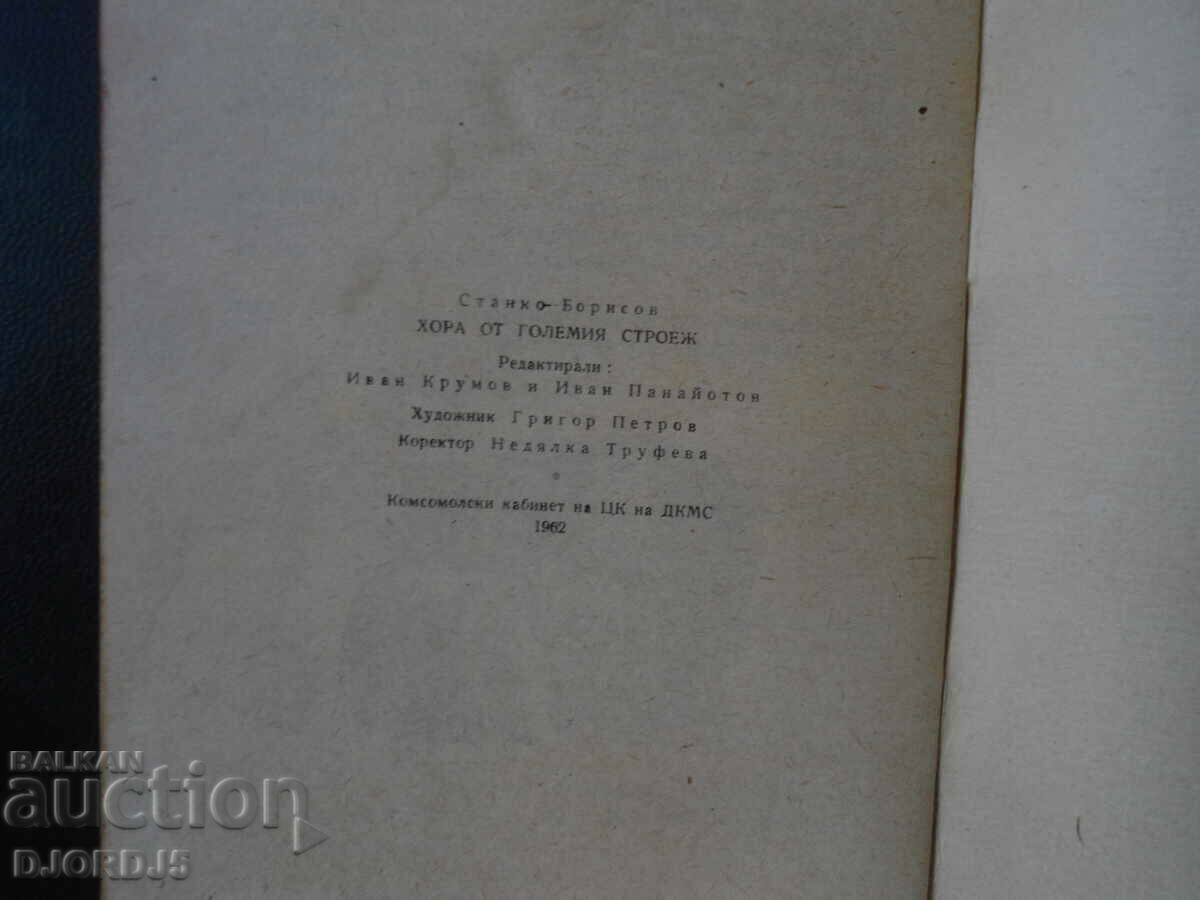 Станко Борисов
ХОРА ОТ ГОЛЕМИЯ СТРОЕЖ
Редактирали:
Иван Крумов и Иван Панайотов
Художник Григор Петров
Коректор Недялка Труфева
Комсомолски кабинет на ЦК на ДКМС
1962
BALKAN
auction
DJORDJ5